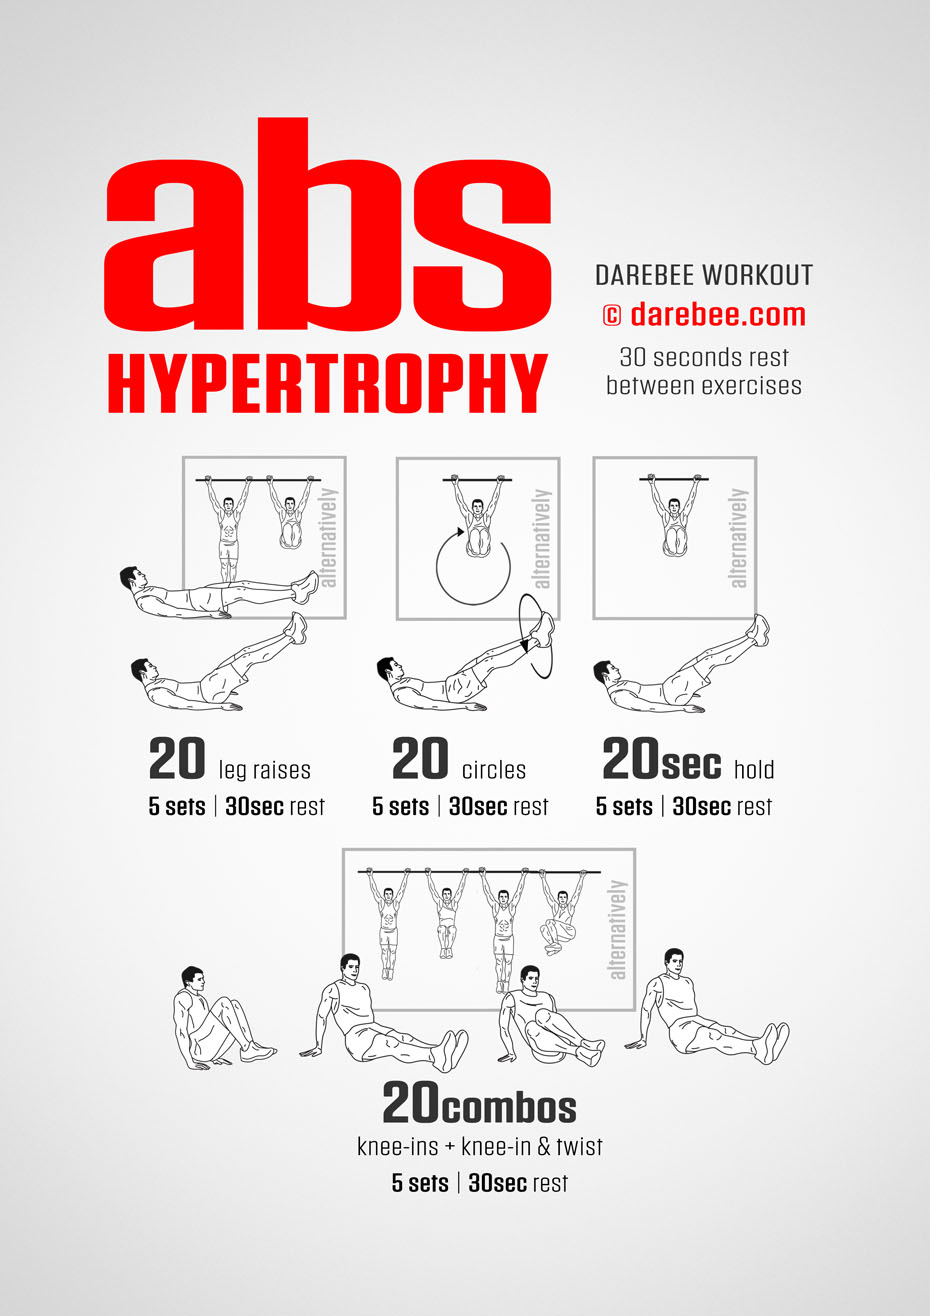 abs
HYPERTROPHY
DAREBEE WORKOUT
© darebee.com
30 seconds rest
between exercises
alternatively
alternatively
alternatively
20 leg raises
5 sets | 30sec rest
20 circles
5 sets | 30sec rest
20sec hold
5 sets | 30sec rest
alternatively
20combos
knee-ins + knee-in & twist
5 sets | 30sec rest